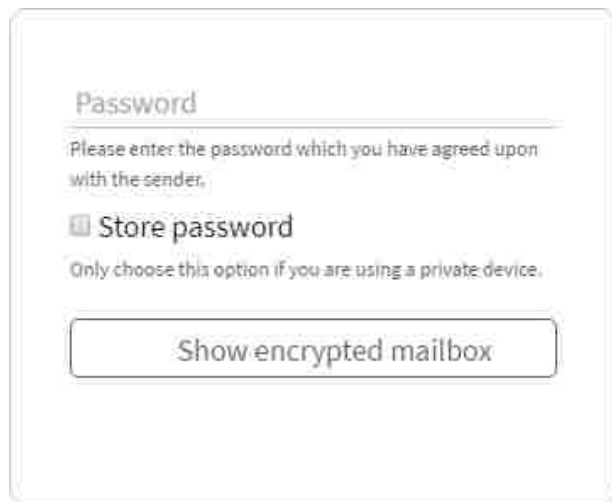 Password
Please enter the password which you have agreed upon
with the sender.
Store password
Only choose this option if you are using a private device.
Show encrypted mailbox